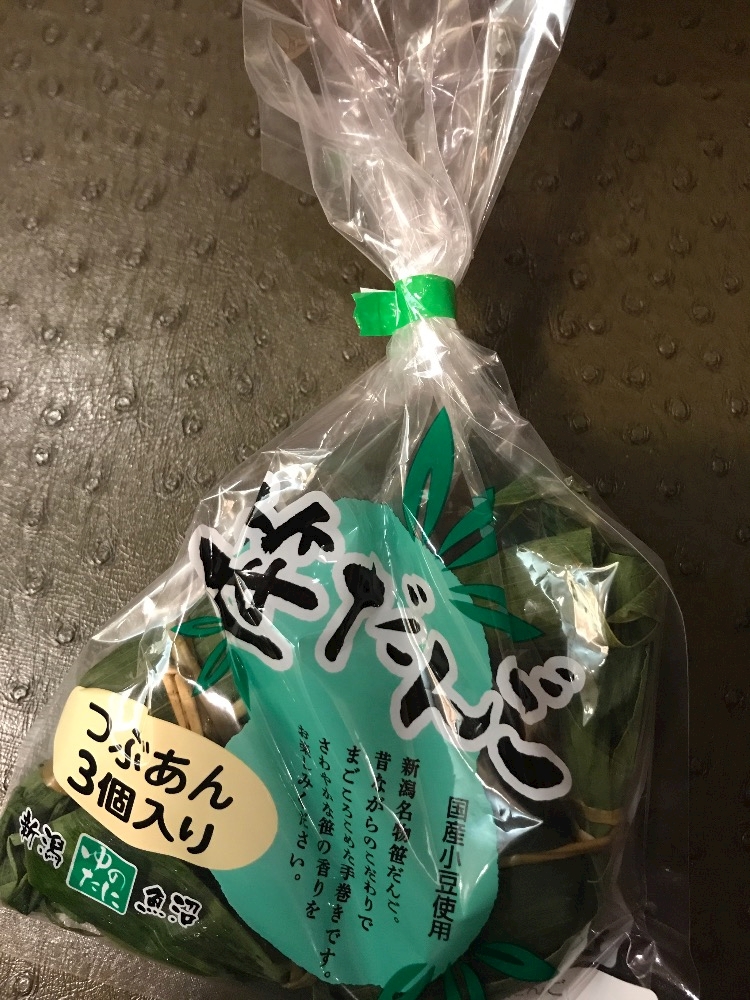 笹だんご
国産小豆使用
新潟名物笹だんご。
昔ながらのこだわりで
まごころこめた手巻きです。
さわやかな笹の香りを
お楽しみください。
つぶあん
3個入り
新潟
ゆのたに
魚沼